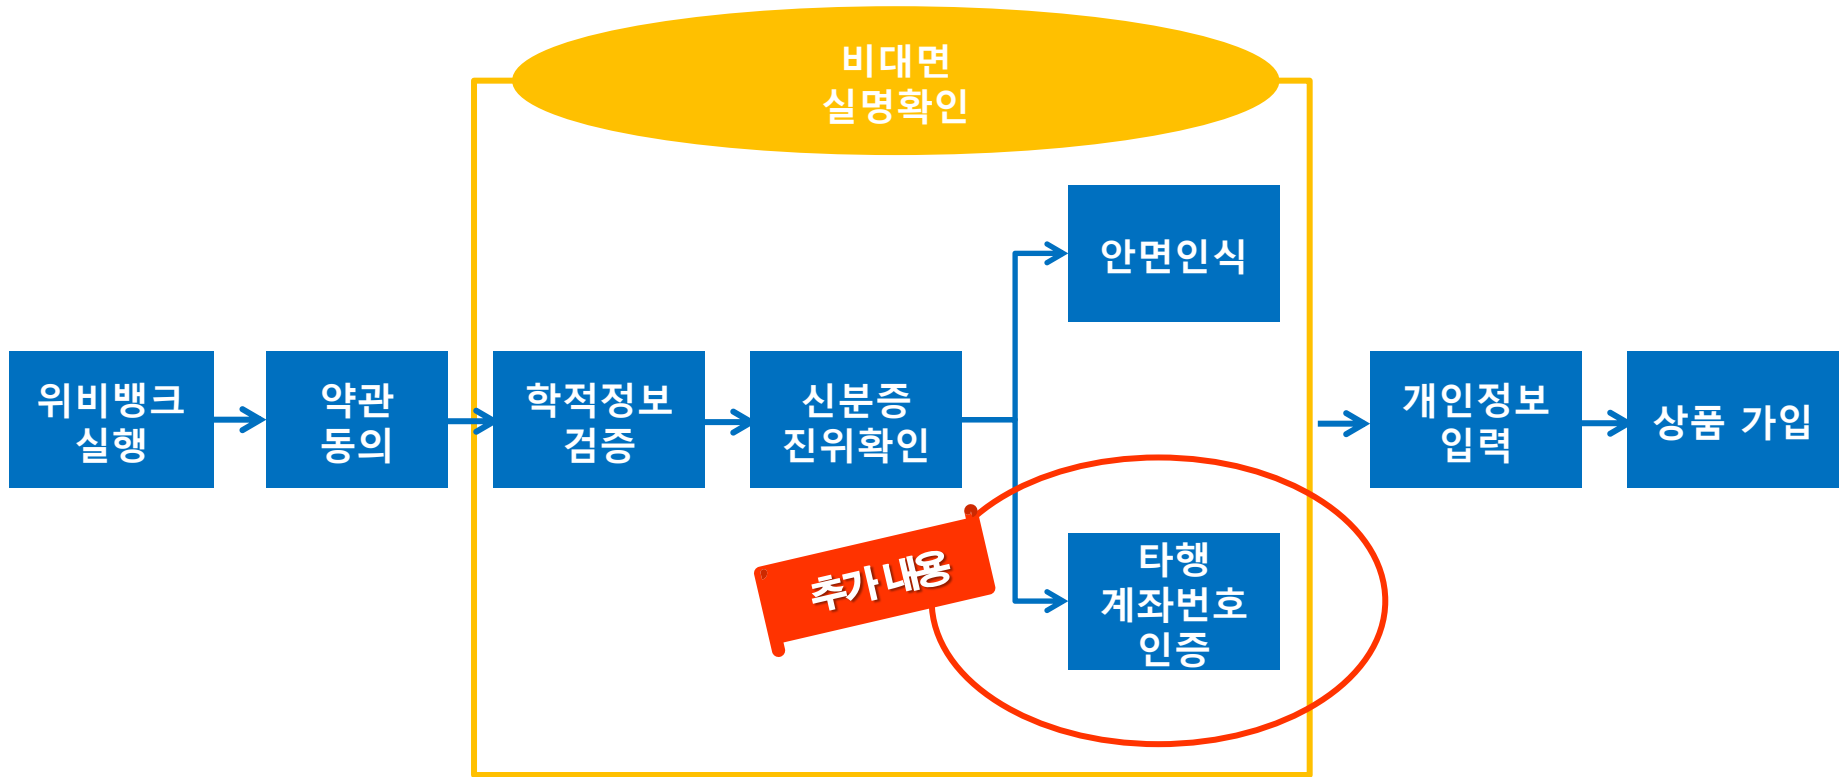 비대면
실명확인
위비뱅크
실행
약관
동의
학적정보
검증
신분증
진위확인
안면인식
추가 내용
타행
계좌번호
인증
개인정보
입력
상품 가입